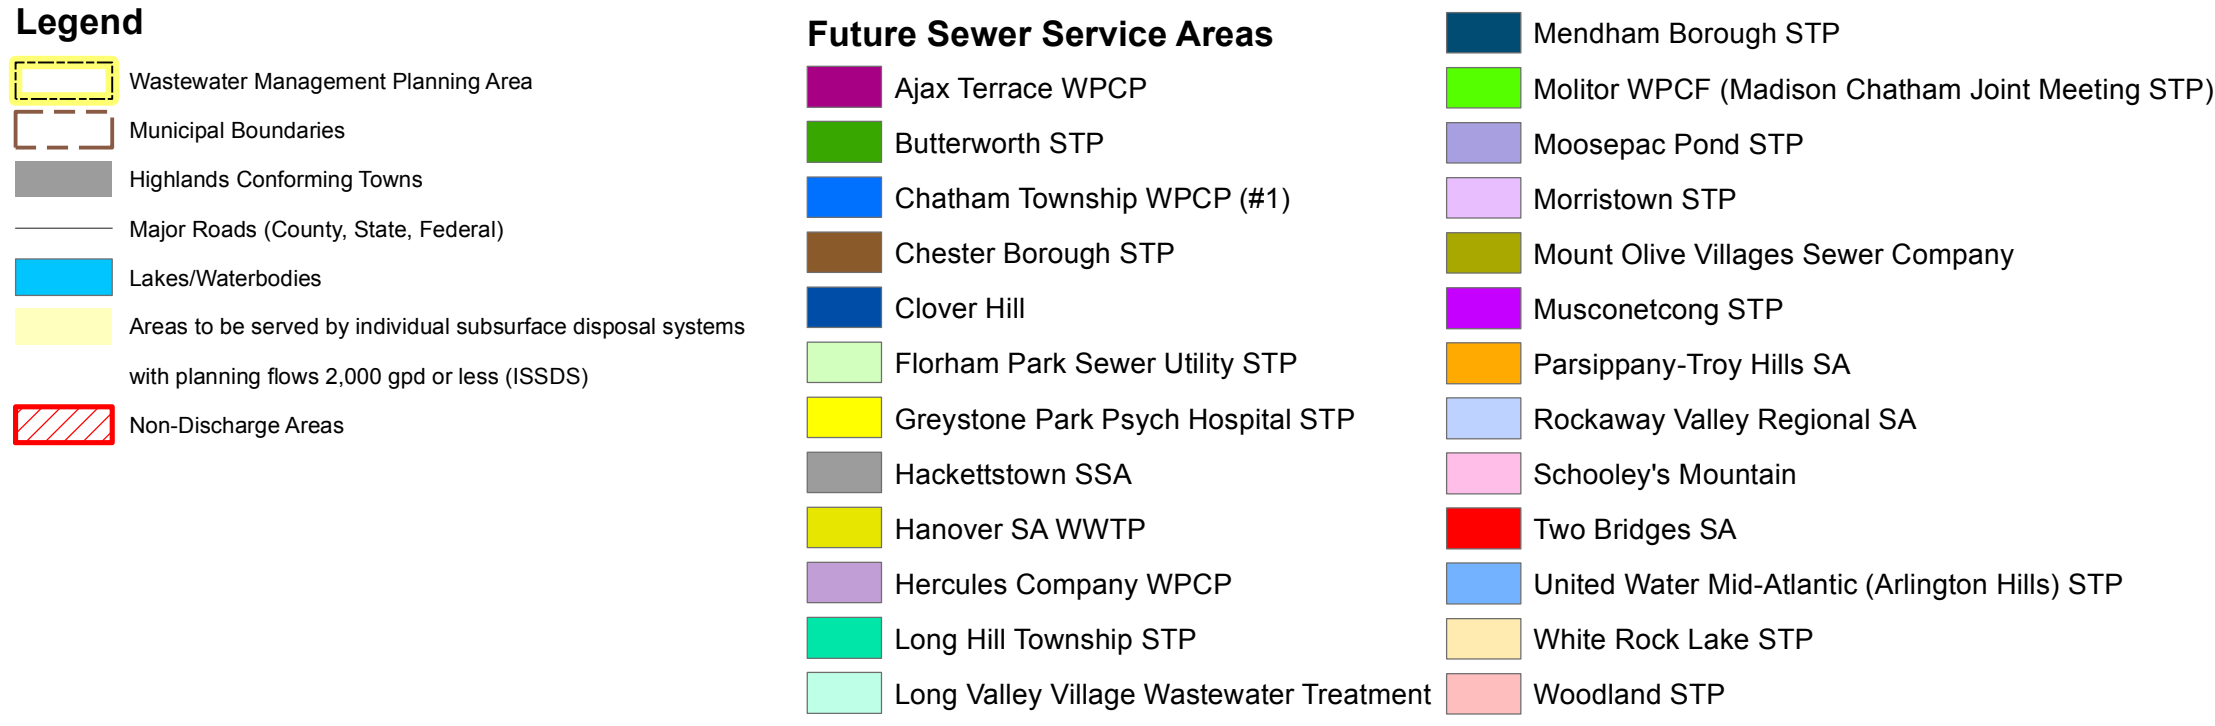 Legend
Wastewater Management Planning Area
Municipal Boundaries
Highlands Conforming Towns
Major Roads (County, State, Federal)
Lakes/Waterbodies
Areas to be served by individual subsurface disposal systems
with planning flows 2,000 gpd or less (ISSDS)
Non-Discharge Areas
Future Sewer Service Areas
Ajax Terrace WPCP
Butterworth STP
Chatham Township WPCP (#1)
Chester Borough STP
Clover Hill
Florham Park Sewer Utility STP
Greystone Park Psych Hospital STP
Hackettstown SSA
Hanover SA WWTP
Hercules Company WPCP
Long Hill Township STP
Long Valley Village Wastewater Treatment
Mendham Borough STP
Molitor WPCF (Madison Chatham Joint Meeting STP)
Moosepac Pond STP
Morristown STP
Mount Olive Villages Sewer Company
Musconetcong STP
Parsippany-Troy Hills SA
Rockaway Valley Regional SA
Schooley's Mountain
Two Bridges SA
United Water Mid-Atlantic (Arlington Hills) STP
White Rock Lake STP
Woodland STP